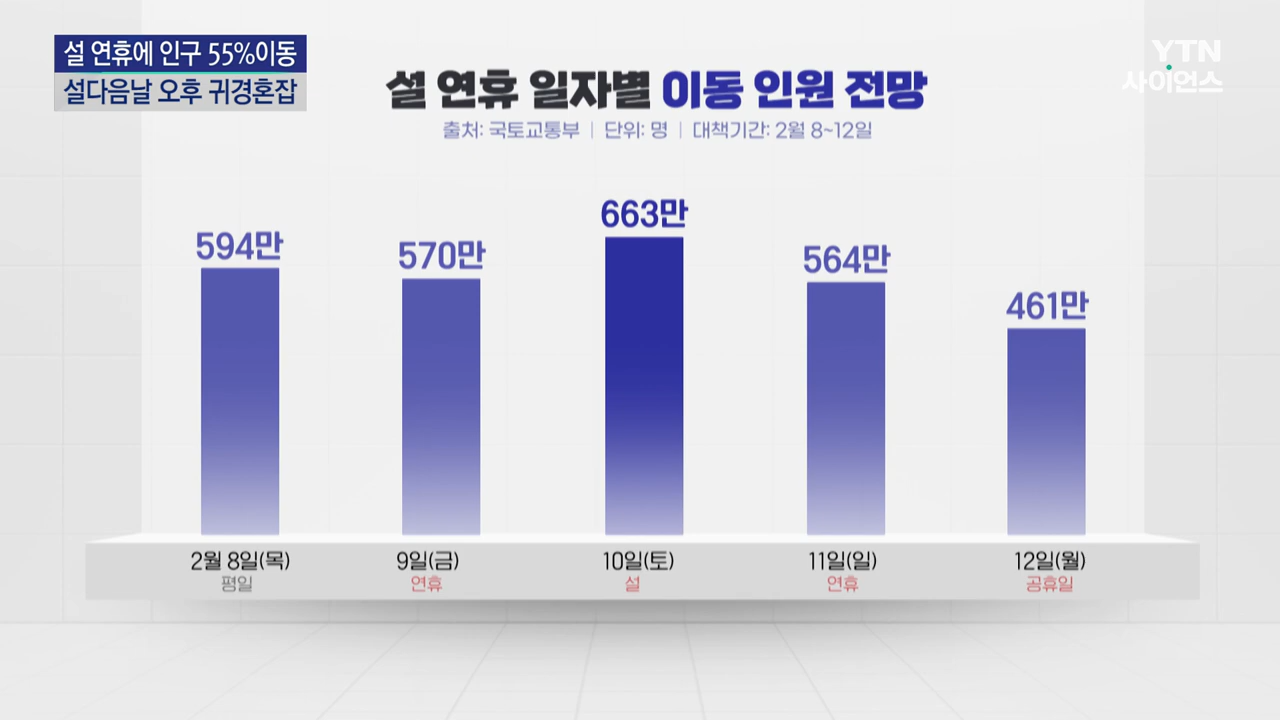 설 연휴에 인구 55%이동
설다음날 오후 귀경혼잡
YTN
사이언스
설 연휴 일자별 이동 인원 전망
출처: 국토교통부 | 단위: 명 | 대책기간: 2월 8~12일
594만
570만
663만
564만
461만
2월 8일(목)
평일
9일(금)
연휴
10일(토)
설
11일(일)
연휴
12일(월)
공휴일